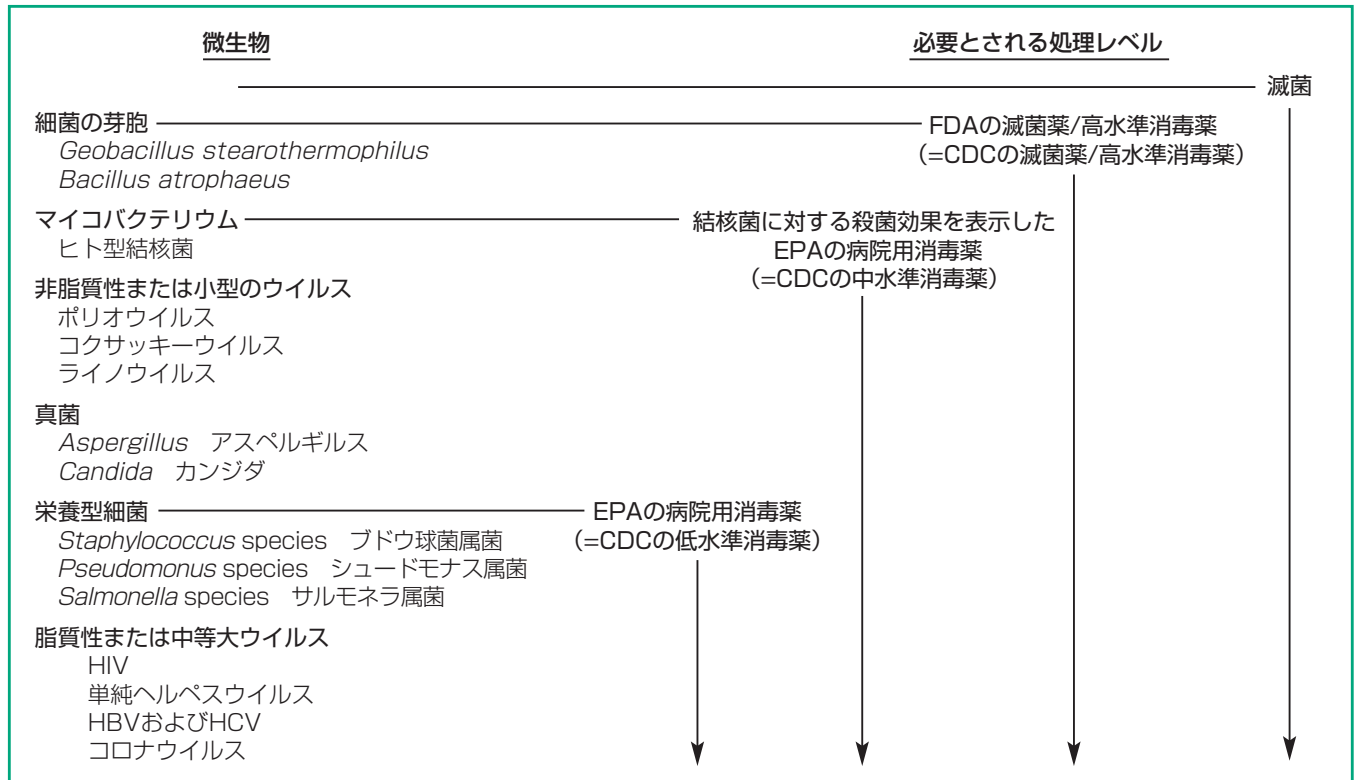 微生物 必要とされる処理レベル
滅菌
細菌の芽胞 FDAの滅菌薬/高水準消毒薬
Geobacillus stearothermophilus （=CDCの滅菌薬/高水準消毒薬）
Bacillus atrophaeus
マイコバクテリウム 結核菌に対する殺菌効果を表示した
ヒト型結核菌 EPAの病院用消毒薬
（=CDCの中水準消毒薬）
非脂質性または小型のウイルス
ポリオウイルス
コクサッキーウイルス
ライノウイルス
真菌
Aspergillus アスペルギルス
Candida カンジダ
栄養型細菌 EPAの病院用消毒薬
Staphylococcus species ブドウ球菌属菌 （=CDCの低水準消毒薬）
Pseudomonus species シュードモナス属菌
Salmonella species サルモネラ属菌
脂質性または中等大ウイルス
HIV
単純ヘルペスウイルス
HBVおよびHCV
コロナウイルス